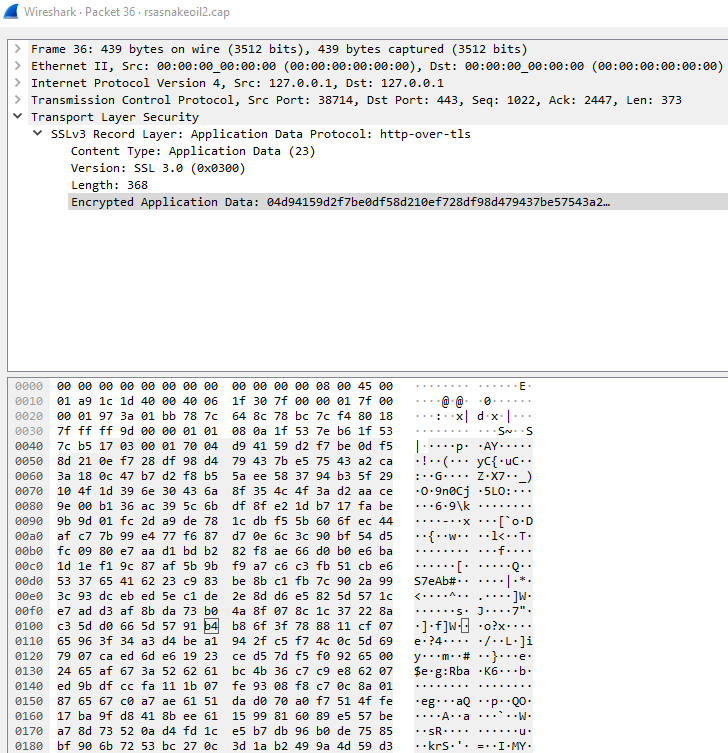 Wireshark · Packet 36 · rsasnakeoil2.cap
Frame 36: 439 bytes on wire (3512 bits), 439 bytes captured (3512 bits)
Ethernet II, Src: 00:00:00_00:00:00 (00:00:00:00:00:00), Dst: 00:00:00_00:00:00 (00:00:00:00:00:00)
Internet Protocol Version 4, Src: 127.0.0.1, Dst: 127.0.0.1
Transmission Control Protocol, Src Port: 38714, Dst Port: 443, Seq: 1022, Ack: 2447, Len: 373
Transport Layer Security
SSLv3 Record Layer: Application Data Protocol: http-over-tls
Content Type: Application Data (23)
Version: SSL 3.0 (0x0300)
Length: 368
Encrypted Application Data: 04d94159d2f7be0df58d210ef728df98d479437be57543a2…
0000 00 00 00 00 00 00 00 00 00 00 00 00 08 00 45 00 ········ ······E·
0010 01 a9 1c 1d 40 00 40 06 1f 30 7f 00 00 01 7f 00 ····@·@· ·0······
0020 00 01 97 3a 01 bb 78 7c 64 8c 78 bc 7c f4 80 18 ···:··x| d·x·|···
0030 7f ff ff 9d 00 00 01 01 08 0a 1f 53 7e b6 1f 53 ········ ···S~··S
0040 7c b5 17 03 00 01 70 04 d9 41 59 d2 f7 be 0d f5 |·····p· ·AY·····
0050 8d 21 0e f7 28 df 98 d4 79 43 7b e5 75 43 a2 ca ·!··(··· yC{·uC··
0060 3a 18 0c 47 b7 d2 f8 b5 5a ee 58 37 94 b3 5f 29 :··G···· Z·X7··_)
0070 10 4f 1d 39 6e 30 43 6a 8f 35 4c 4f 3a d2 aa ce ·O·9n0Cj ·5LO:···
0080 9e 00 b1 36 ac 39 5c 6b df 8f e2 1d b7 17 fa be ···6·9\k ········
0090 9b 9d 01 fc 2d a9 de 78 1c db f5 5b 60 6f ec 44 ····-··x ···[`o·D
00a0 af c7 7b 99 e4 77 f6 87 d7 0e 6c 3c 90 bf 54 d5 ··{··w·· ··l<··T·
00b0 fc 09 80 e7 aa d1 bd b2 82 f8 ae 66 d0 b0 e6 ba ········ ···f····
00c0 1d 1e f1 9c 87 af 5b 9b f9 a7 c6 c3 fb 51 cb e6 ······[· ·····Q··
00d0 53 37 65 41 62 23 c9 83 be 8b c1 fb 7c 90 2a 99 S7eAb#·· ····|·*·
00e0 3c 93 dc eb ed 5e c1 de 2e 8d d6 e5 82 5d 57 1c <····^·· .····]W·
00f0 e7 ad d3 af 8b da 73 b0 4a 8f 07 8c 1c 37 22 8a ······s· J····7"·
0100 c3 5d d0 66 5d 57 91 b4 b8 6f 3f 78 88 11 cf 07 ·]·f]W·· ·o?x····
0110 65 96 3f 34 a3 d4 be a1 94 2f c5 f7 4c 0c 5d 69 e·?4···· ·/··L·]i
0120 79 07 ca ed 6d e6 19 23 ce d5 7d f5 f0 92 65 00 y···m··# ··}···e·
0130 24 65 af 67 3a 52 62 61 bc 4b 36 c7 c9 e8 62 07 $e·g:Rba ·K6···b·
0140 ed 9b df cc fa 11 1b 07 fe 93 08 f8 c7 0c 8a 01 ········ ········
0150 87 65 67 c0 a7 ae 61 51 da d0 70 a0 f7 51 4f fe ·eg···aQ ··p··QO·
0160 17 ba 9f d8 41 8b ee 61 15 99 81 60 89 e5 57 be ····A··a ···`··W·
0170 a7 8d 73 52 0a d4 fd 1c e5 b7 db 96 b0 de 75 85 ··sR···· ······u·
0180 bf 90 6b 72 53 bc 27 0c 3d 1a b2 49 9a 4d 59 d3 ··krS·'· =··I·MY·